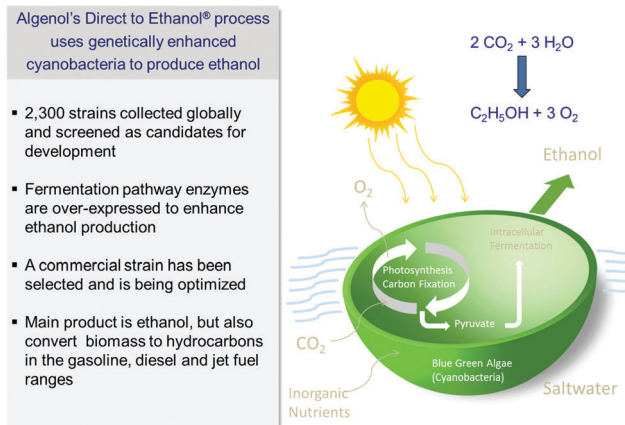 Algenol's Direct to Ethanol® process
uses genetically enhanced
cyanobacteria to produce ethanol
▪ 2,300 strains collected globally
and screened as candidates for
development
▪ Fermentation pathway enzymes
are over-expressed to enhance
ethanol production
▪ A commercial strain has been
selected and is being optimized
▪ Main product is ethanol, but also
convert biomass to hydrocarbons
in the gasoline, diesel and jet fuel
ranges
2 CO₂ + 3 H₂O
C₂H₅OH + 3 O₂
Ethanol
O₂
Intracellular
Fermentation
Photosynthesis
Carbon Fixation
Pyruvate
CO₂
Blue Green Algae
(Cyanobacteria)
Inorganic
Nutrients
Saltwater